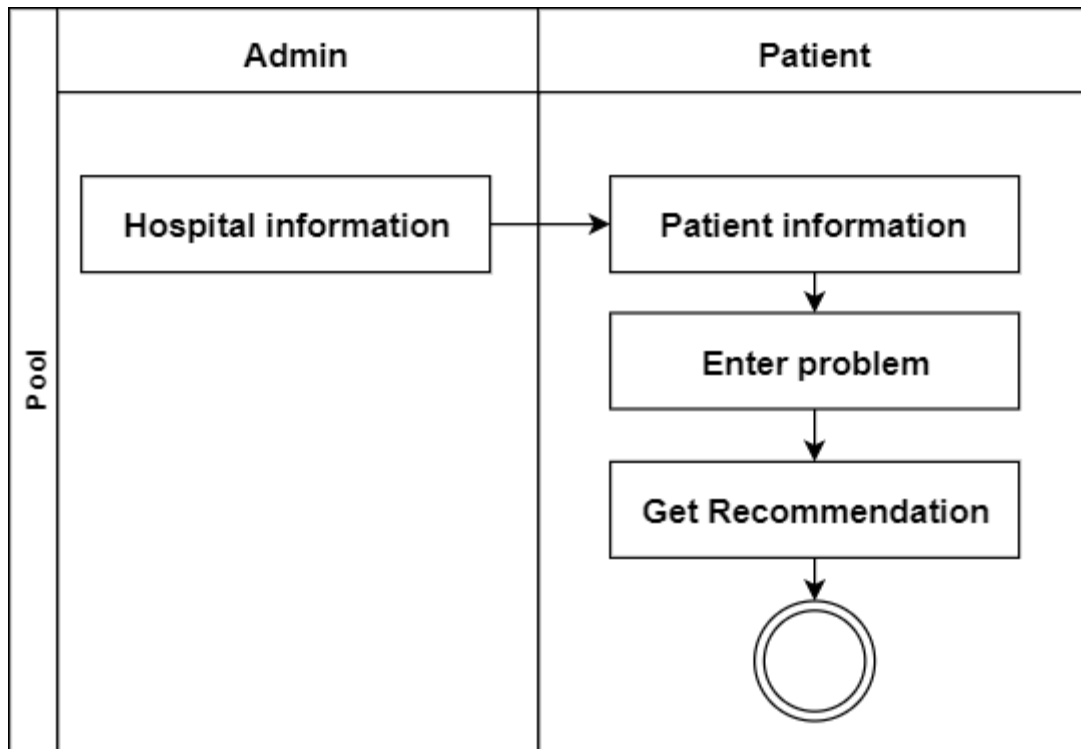 Admin
Patient
Pool
Hospital information
Patient information
Enter problem
Get Recommendation